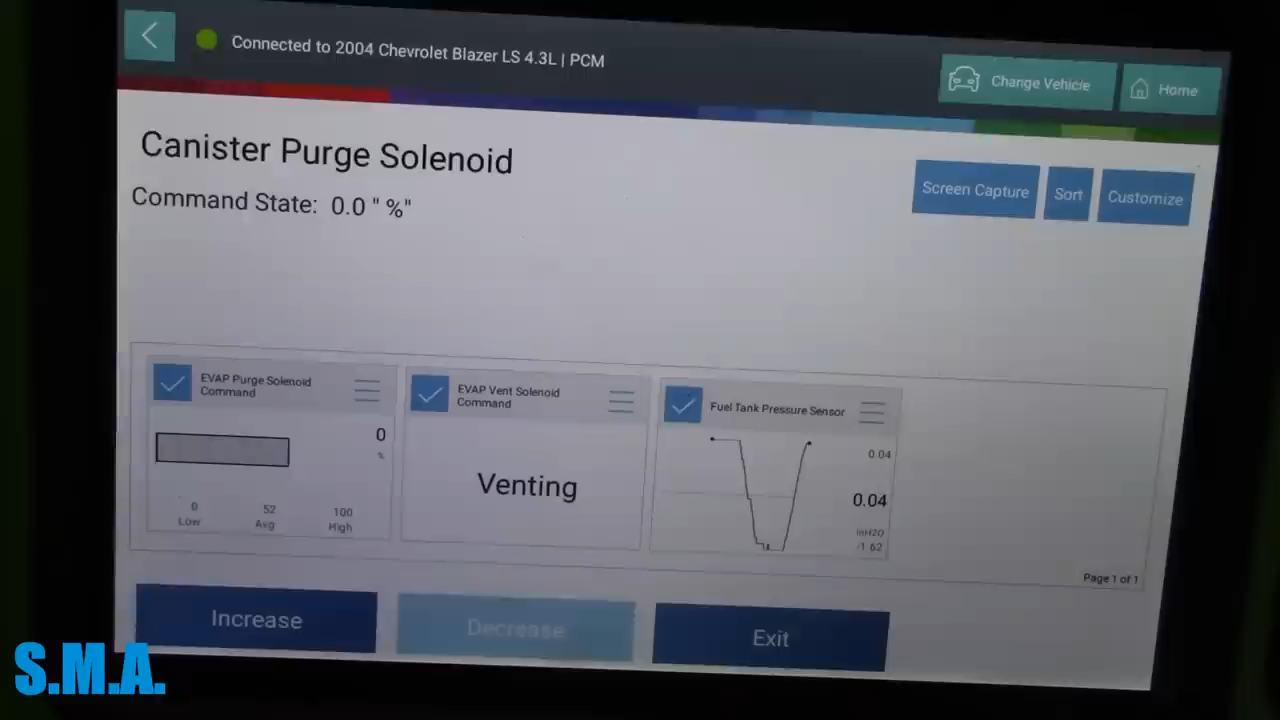 Connected to 2004 Chevrolet Blazer LS 4.3L | PCM
Change Vehicle
Home
Canister Purge Solenoid
Command State: 0.0 " %"
Screen Capture
Sort
Customize
EVAP Purge Solenoid
Command
0
%
0
Low
52
Avg
100
High
EVAP Vent Solenoid
Command
Venting
Fuel Tank Pressure Sensor
0.04
0.04
inH2O
-1.62
Page 1 of 1
Increase
Decrease
Exit
S.M.A.